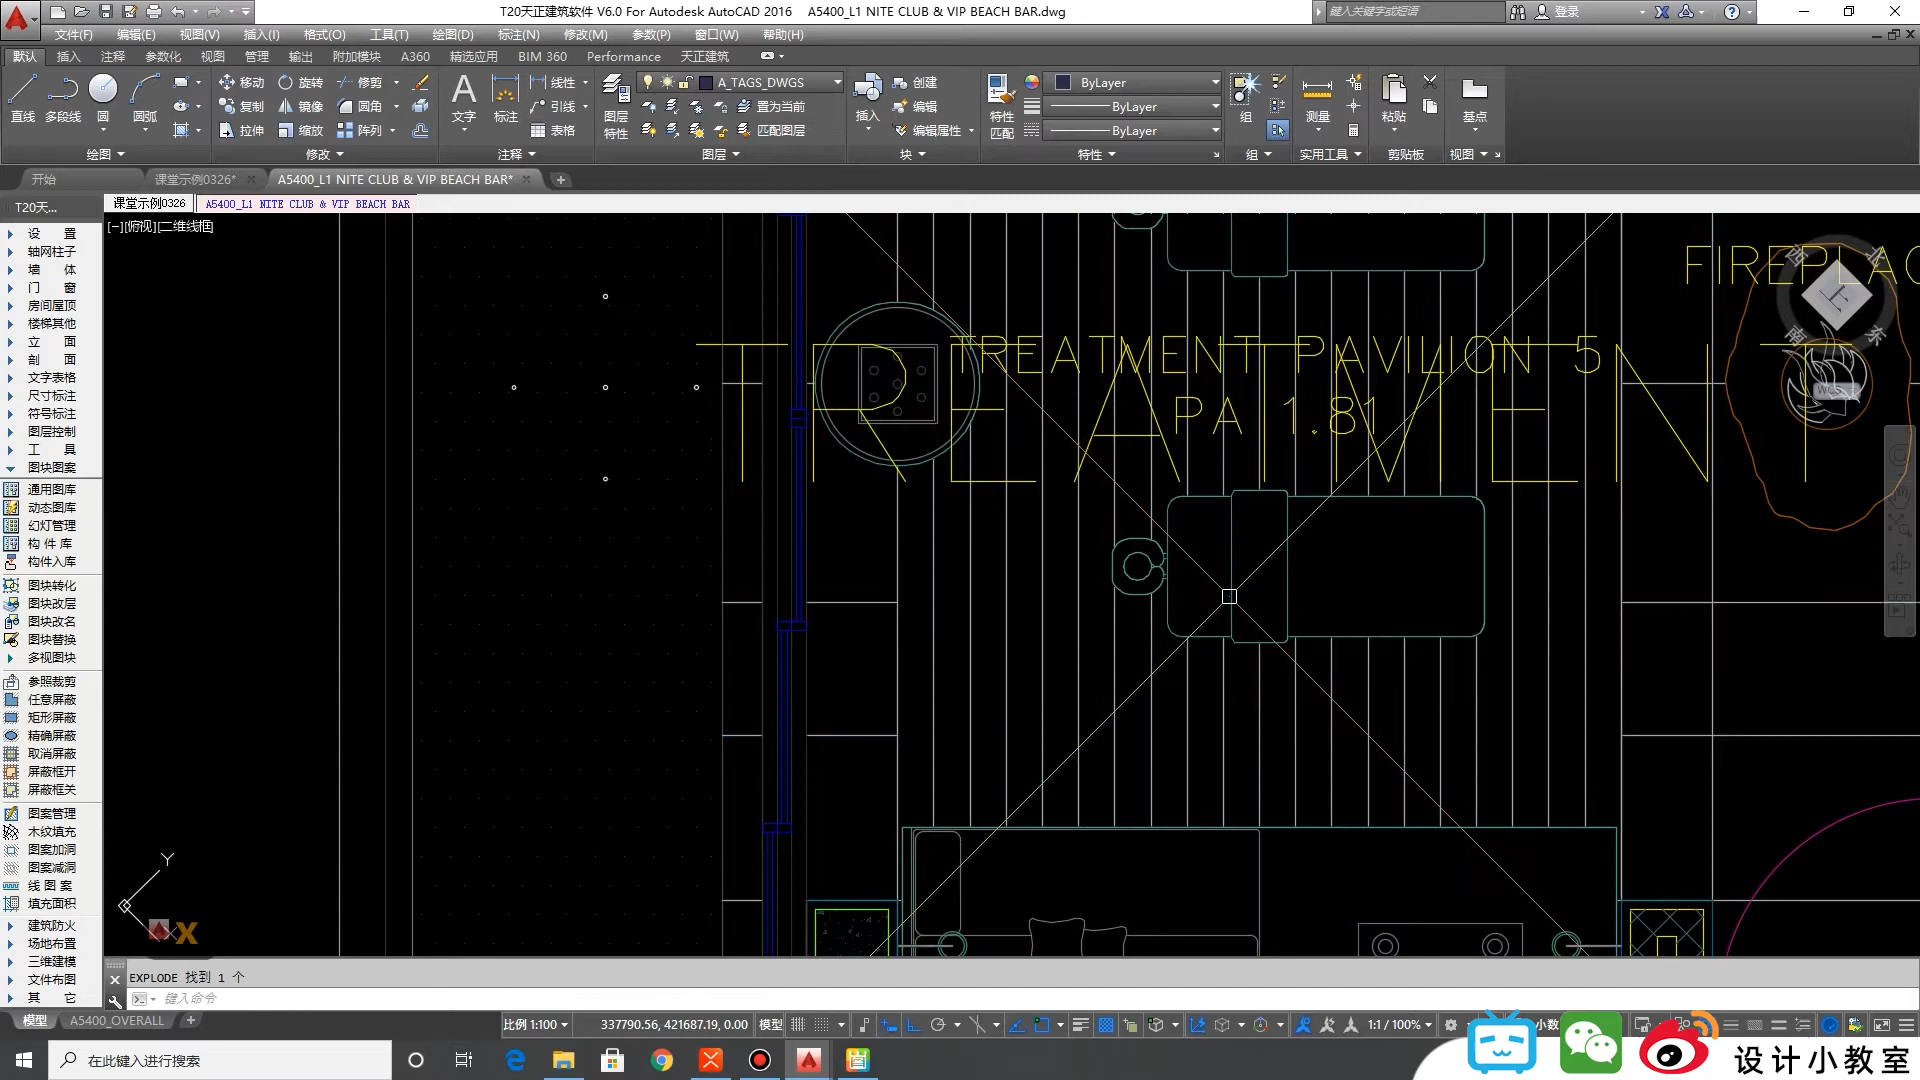 T20天正建筑软件 V6.0 For Autodesk AutoCAD 2016 A5400_L1 NITE CLUB & VIP BEACH BAR.dwg
键入关键字或短语
登录
文件(F) 编辑(E) 视图(V) 插入(I) 格式(O) 工具(T) 绘图(D) 标注(N) 修改(M) 参数(P) 窗口(W) 帮助(H)
默认 插入 注释 参数化 视图 管理 输出 附加模块 A360 精选应用 BIM 360 Performance 天正建筑
直线 多段线 圆 圆弧
绘图
移动 旋转 修剪
复制 镜像 圆角
拉伸 缩放 阵列
修改
文字 标注
线性
引线
表格
注释
图层特性
A_TAGS_DWGS
置为当前
匹配图层
图层
插入
创建
编辑
编辑属性
块
特性匹配
ByLayer
ByLayer
ByLayer
特性
组
组
测量
实用工具
粘贴
剪贴板
基点
视图
开始 课堂示例0326* A5400_L1 NITE CLUB & VIP BEACH BAR*
T20天...
课堂示例0326 A5400_L1 NITE CLUB & VIP BEACH BAR
[−][俯视][二维线框]
设 置
轴网柱子
墙 体
门 窗
房间屋顶
楼梯其他
立 面
剖 面
文字表格
尺寸标注
符号标注
图层控制
工 具
图块图案
通用图库
动态图库
幻灯管理
构 件 库
构件入库
图块转化
图块改层
图块改名
图块替换
多视图块
参照裁剪
任意屏蔽
矩形屏蔽
精确屏蔽
取消屏蔽
屏蔽框开
屏蔽框关
图案管理
木纹填充
图案加洞
图案减洞
线 图 案
填充面积
建筑防火
场地布置
三维建模
文件布图
其 它
FIREPLAC
西 北
上
南 东
TREATMENT PAVILION 5
PA 1.81
TREATMENT
Y
X
EXPLODE 找到 1 个
键入命令
模型 A5400_OVERALL
比例 1:100 337790.56, 421687.19, 0.00 模型 1:1 / 100% 小数
在此键入进行搜索
设计小教室